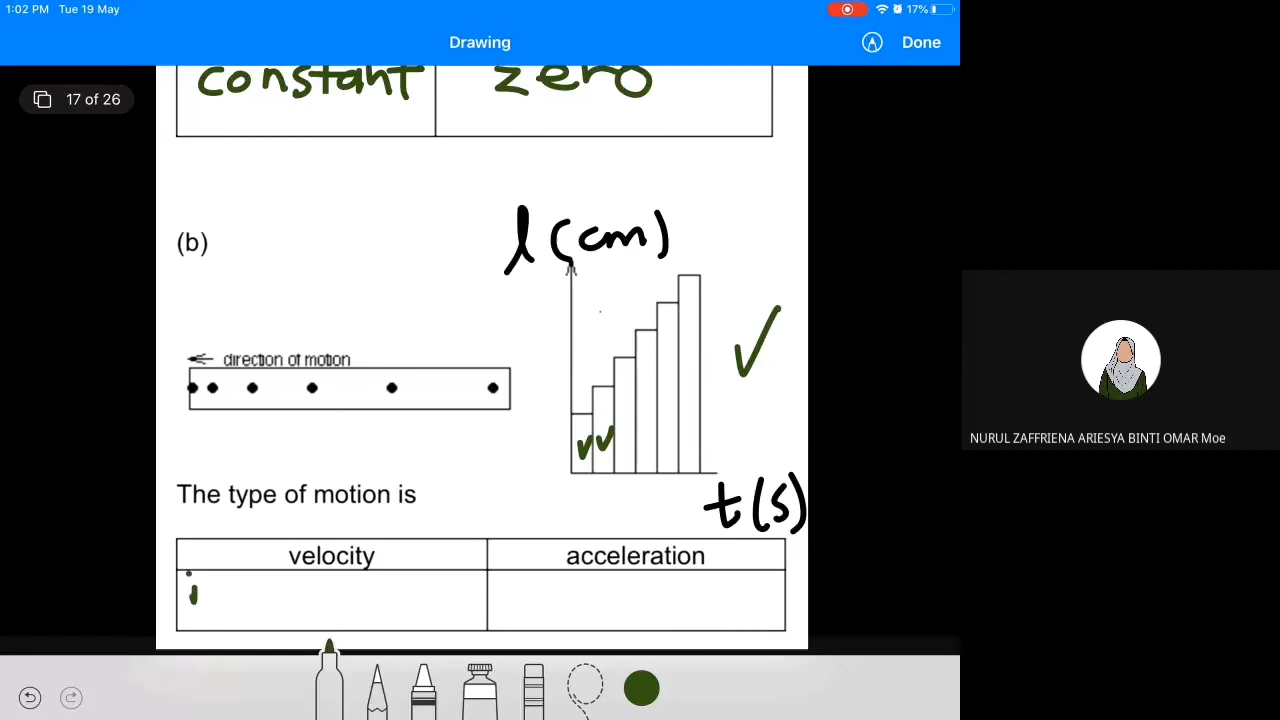 1:02 PM Tue 19 May
17%
Drawing
Done
17 of 26
constant zero
(b)
l (cm)
direction of motion
The type of motion is
t(s)
velocity acceleration
i
NURUL ZAFFRIENA ARIESYA BINTI OMAR Moe